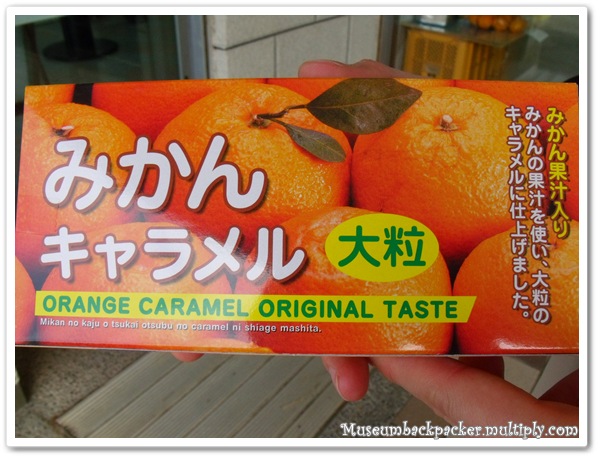 みかん
キャラメル
大粒
みかん果汁入り
みかんの果汁を使い、大粒の
キャラメルに仕上げました。
ORANGE CARAMEL ORIGINAL TASTE
Mikan no kaju o tsukai otsubu no caramel ni shiage mashita.
Museumbackpacker.multiply.com